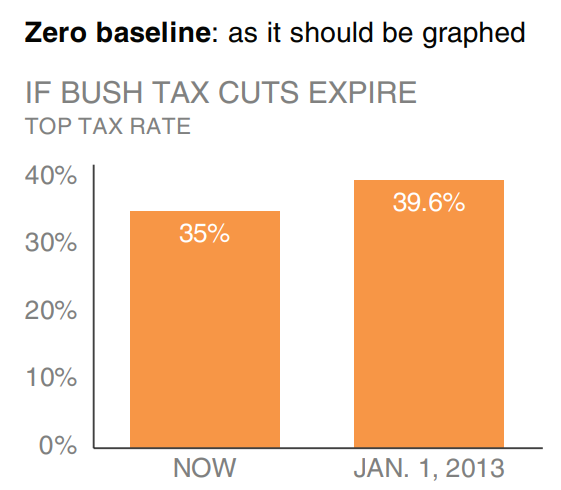 Zero baseline: as it should be graphed
IF BUSH TAX CUTS EXPIRE
TOP TAX RATE
40%
30%
20%
10%
0%
35%
39.6%
NOW
JAN. 1, 2013